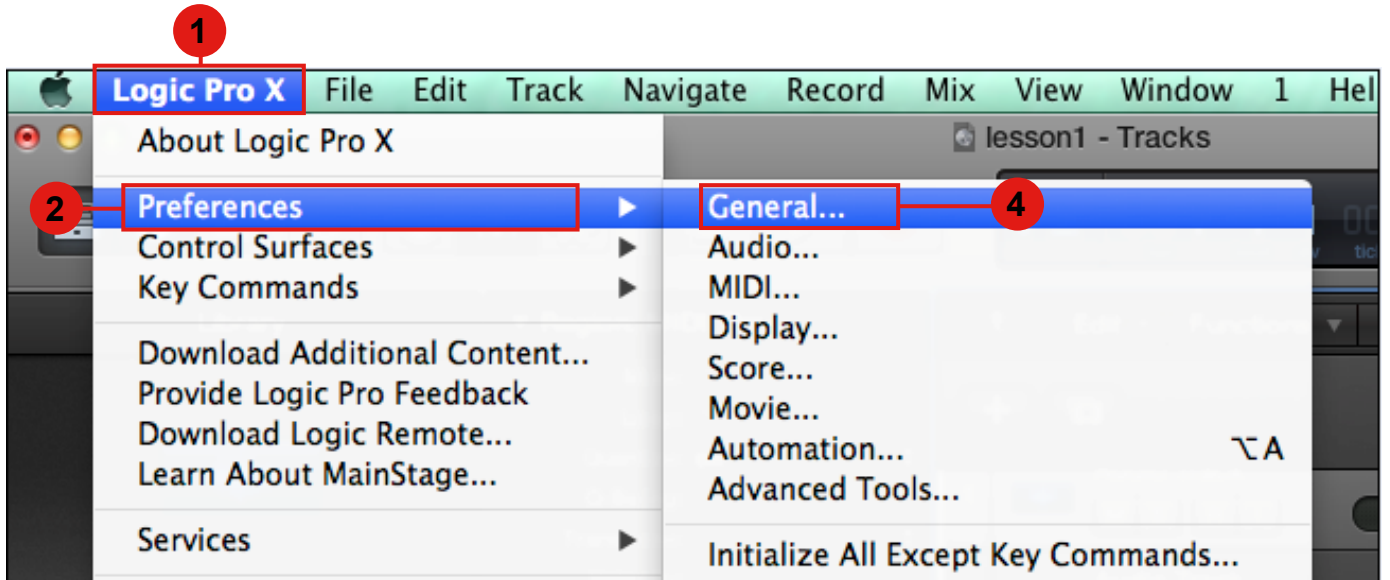 1
Logic Pro X File Edit Track Navigate Record Mix View Window 1 Hel
lesson1 - Tracks
About Logic Pro X
2
Preferences
General...
4
Control Surfaces
Audio...
Key Commands
MIDI...
Display...
Download Additional Content...
Score...
Provide Logic Pro Feedback
Movie...
Download Logic Remote...
Automation... ⌥A
Learn About MainStage...
Advanced Tools...
Services
Initialize All Except Key Commands...